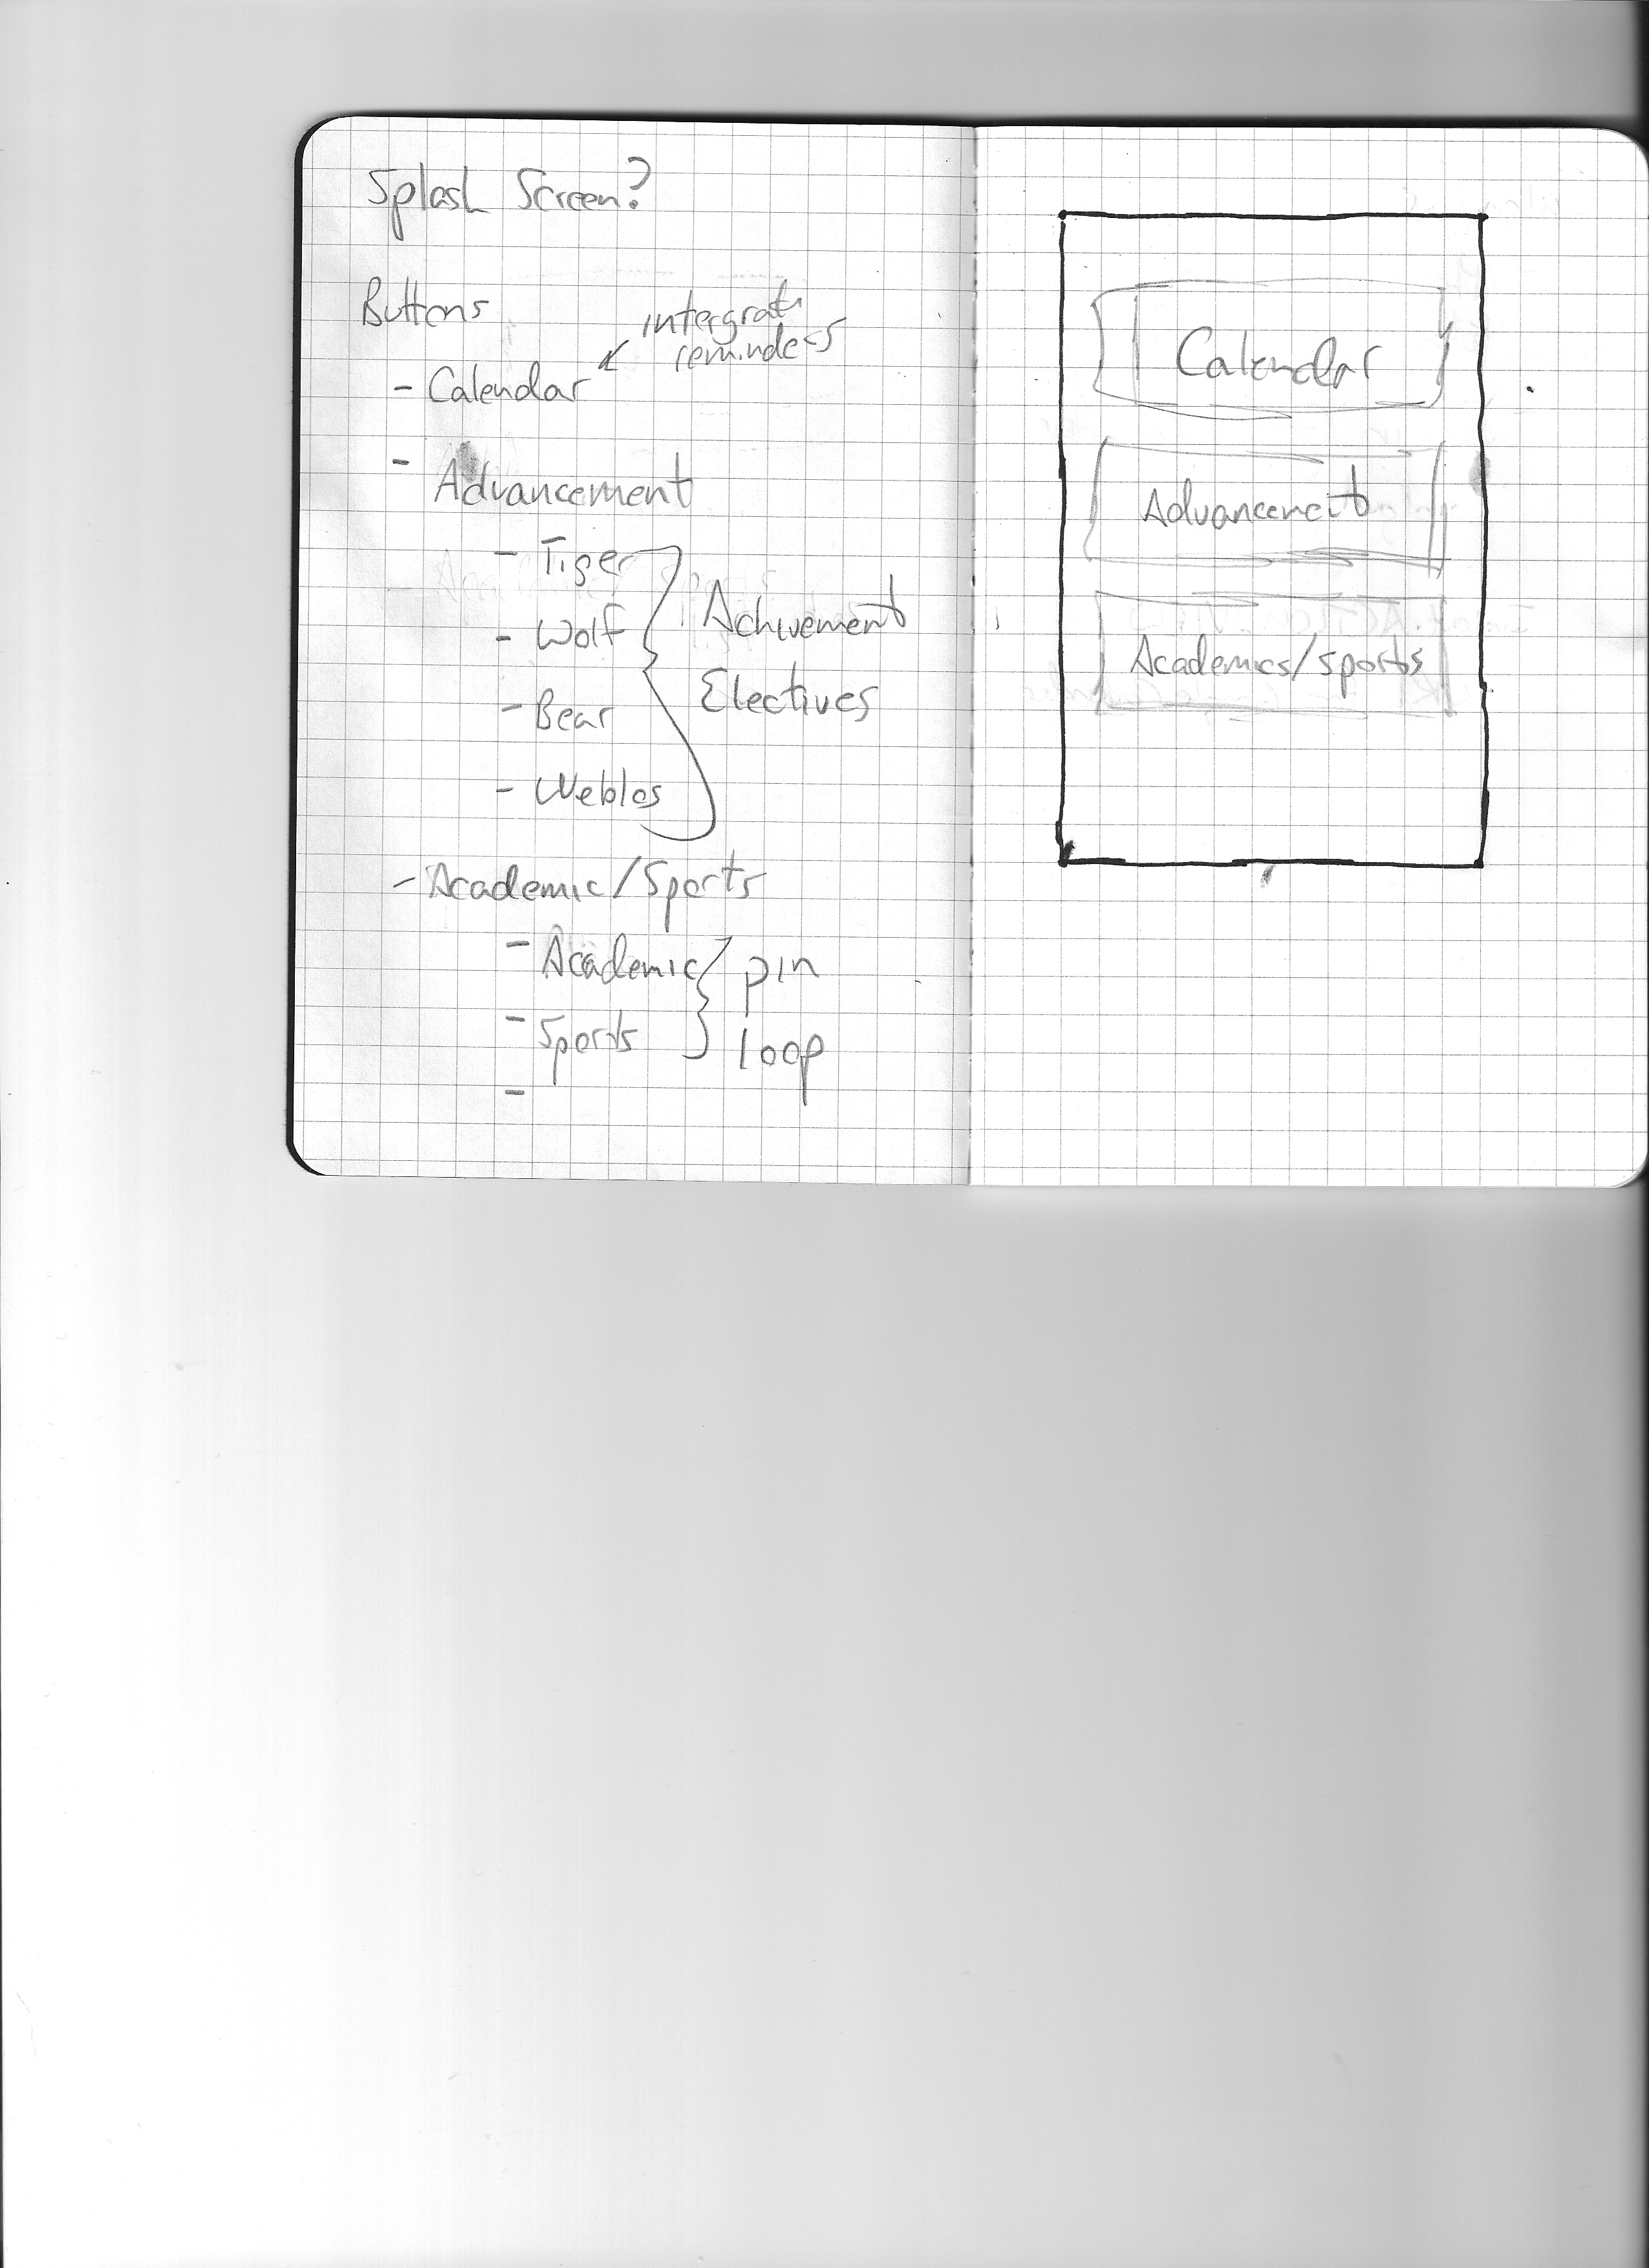 Splash Screen?
Buttons
intergrate
reminders
- Calendar
- Advancement
- Tiger
- Wolf
- Bear
- Weblos
Achivement
Electives
- Academic/Sports
- Academic
- Sports
-
pin
loop
Calendar
Advancement
Academics/sports